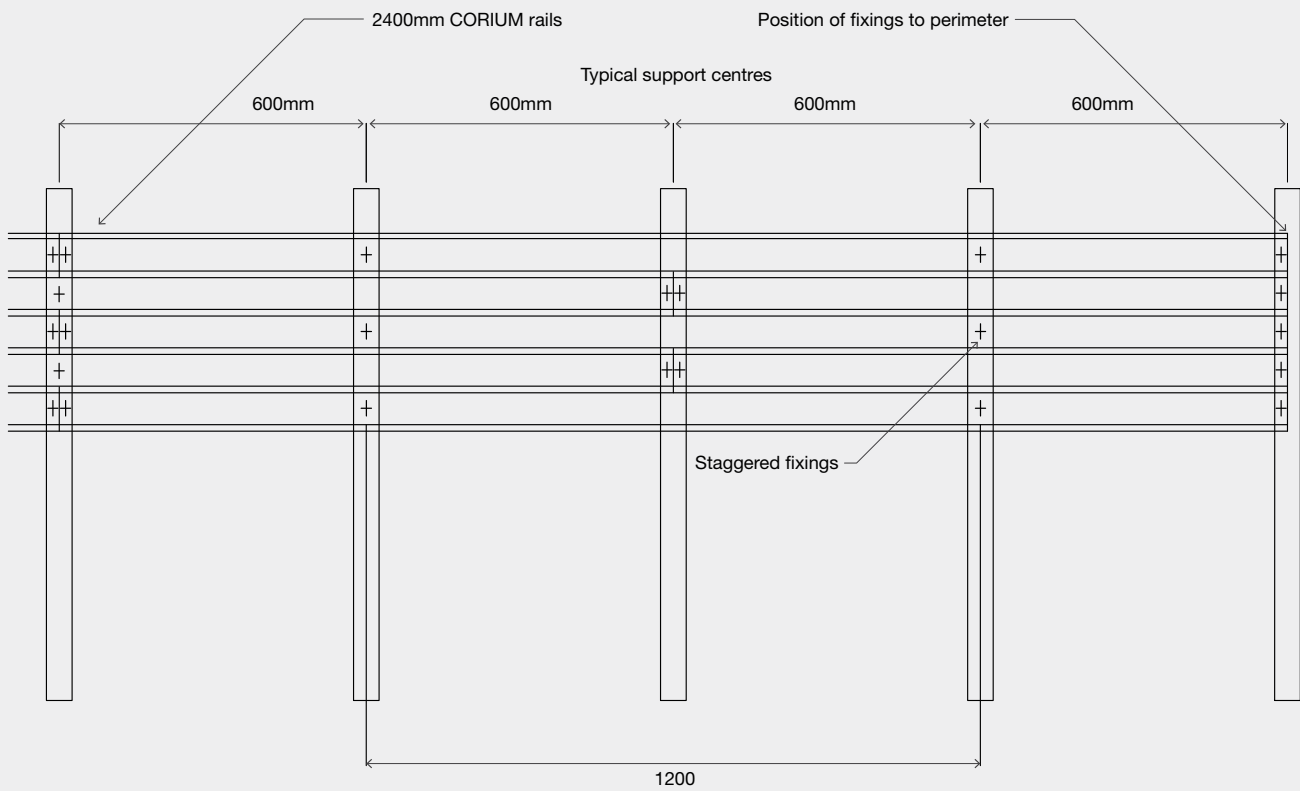 2400mm CORIUM rails
Position of fixings to perimeter
Typical support centres
600mm
600mm
600mm
600mm
Staggered fixings
1200